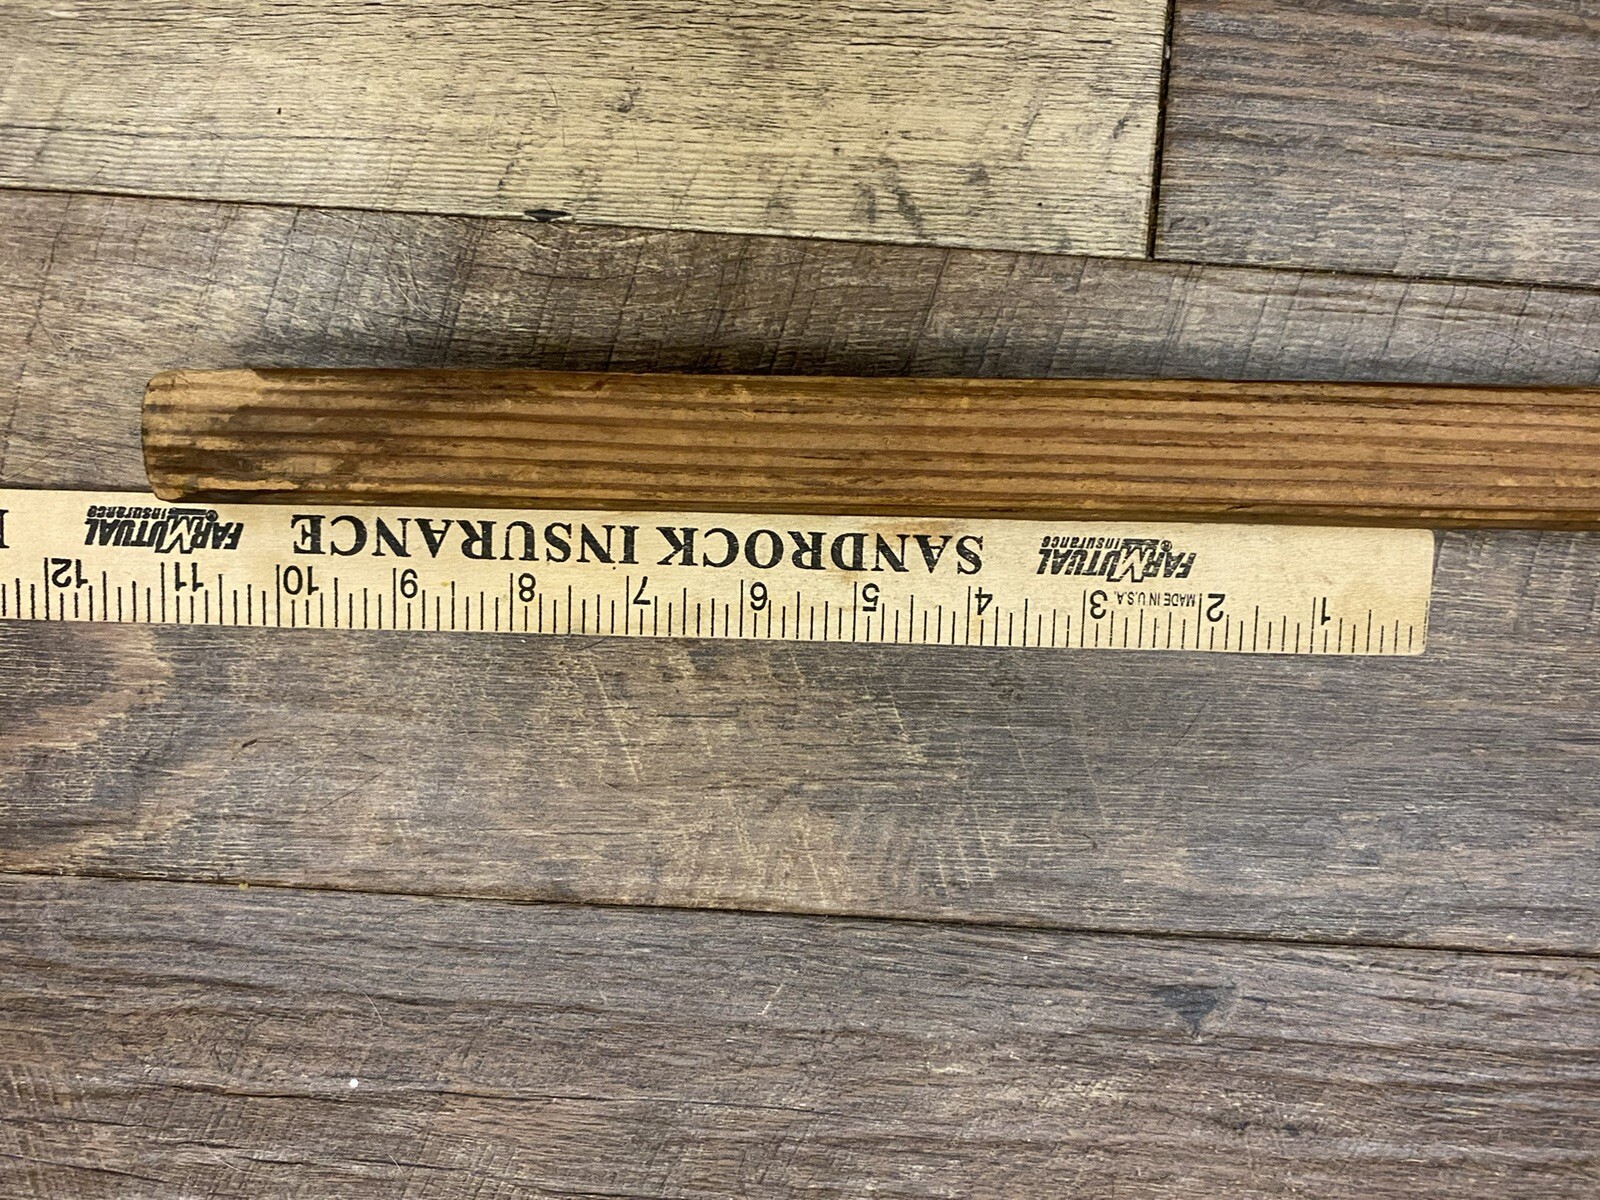 FARMUTUAL insurance ®
SANDROCK INSURANCE
FARMUTUAL insurance ®
MADE IN U.S.A.
1 2 3 4 5 6 7 8 9 10 11 12